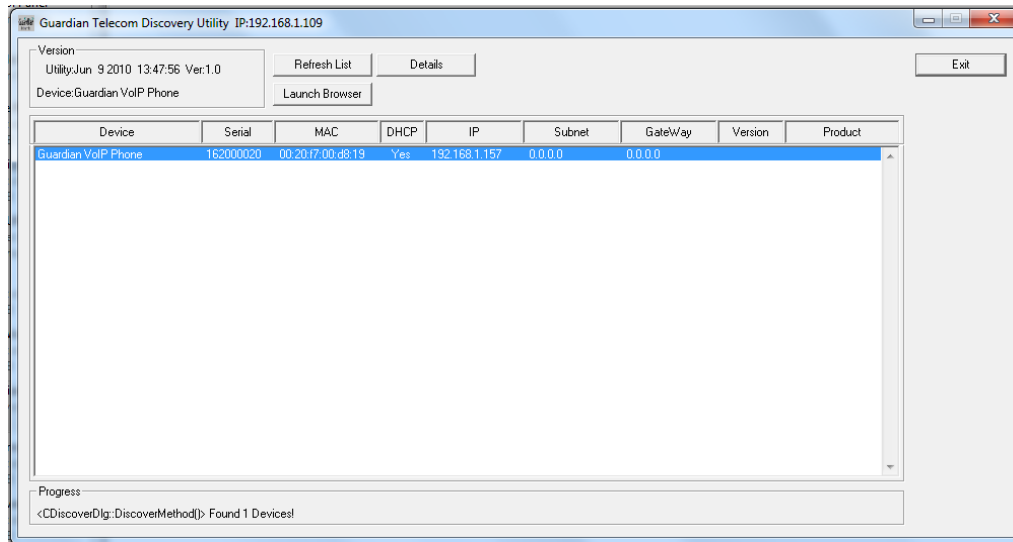 Guardian Telecom Discovery Utility IP:192.168.1.109
Version
Utility:Jun 9 2010 13:47:56 Ver:1.0
Device:Guardian VoIP Phone
Refresh List Details
Launch Browser
Exit
Device Serial MAC DHCP IP Subnet GateWay Version Product
Guardian VoIP Phone 162000020 00:20:f7:00:d8:19 Yes 192.168.1.157 0.0.0.0 0.0.0.0
Progress
<CDiscoverDlg::DiscoverMethod()> Found 1 Devices!